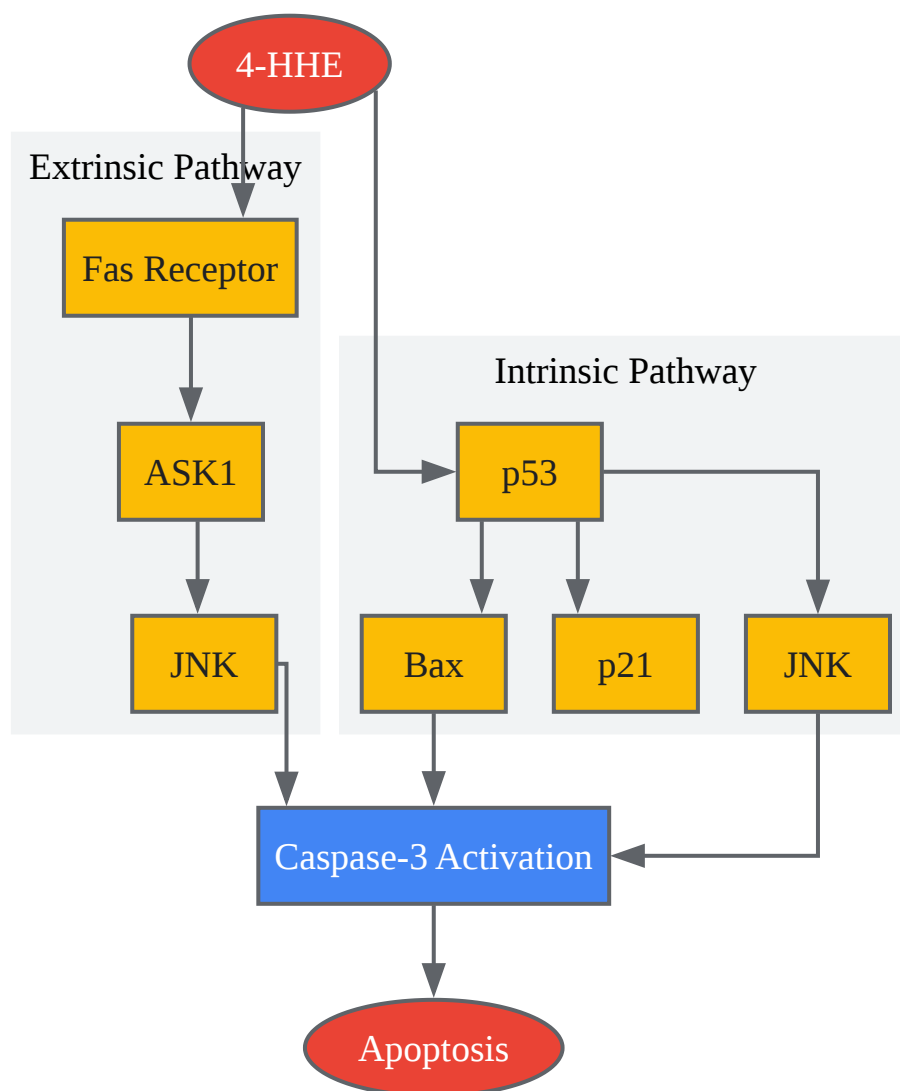 4-HHE
Extrinsic Pathway
Fas Receptor
Intrinsic Pathway
ASK1
p53
JNK
Bax
p21
JNK
Caspase-3 Activation
Apoptosis